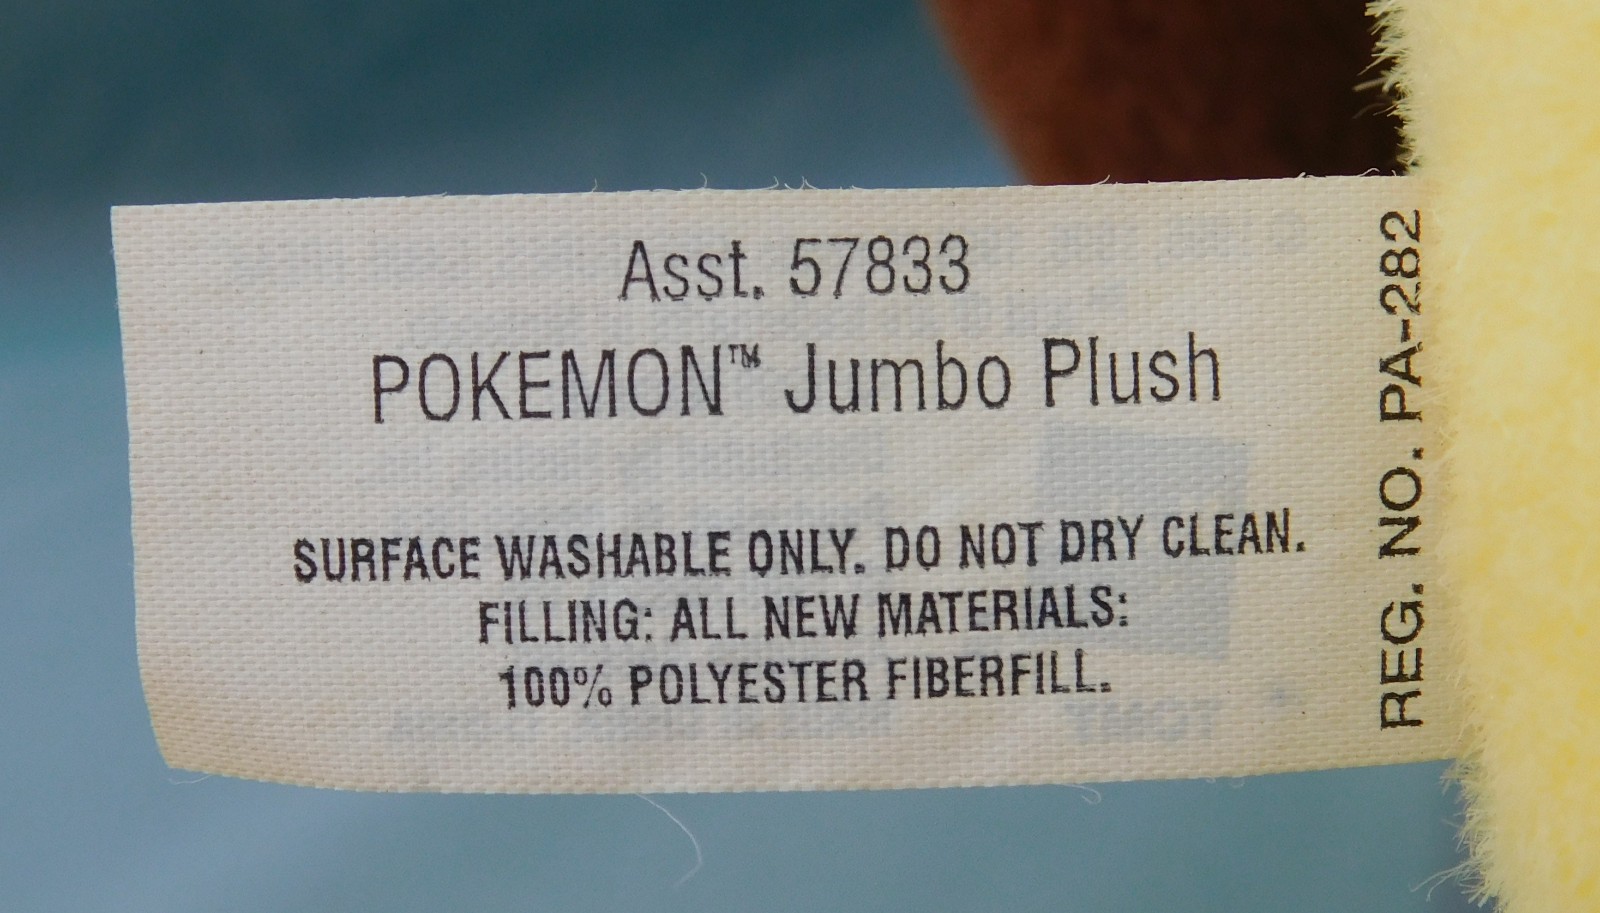 Asst. 57833
POKEMON™ Jumbo Plush
SURFACE WASHABLE ONLY. DO NOT DRY CLEAN.
FILLING: ALL NEW MATERIALS:
100% POLYESTER FIBERFILL.
REG. NO. PA-282